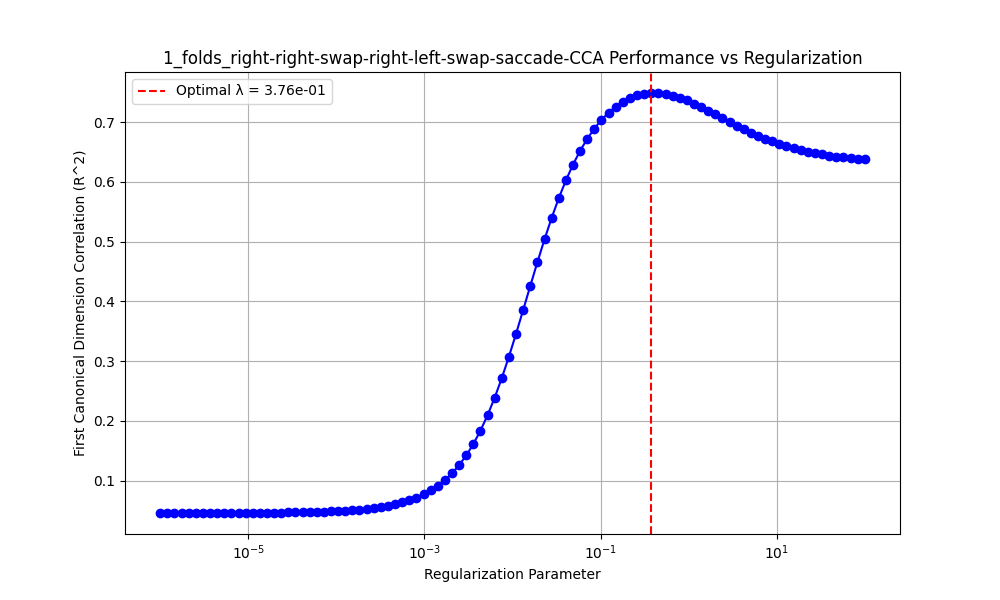 1_folds_right-right-swap-right-left-swap-saccade-CCA Performance vs Regularization
Optimal λ = 3.76e-01
First Canonical Dimension Correlation (R^2)
0.7
0.6
0.5
0.4
0.3
0.2
0.1
10^-5 10^-3 10^-1 10^1
Regularization Parameter